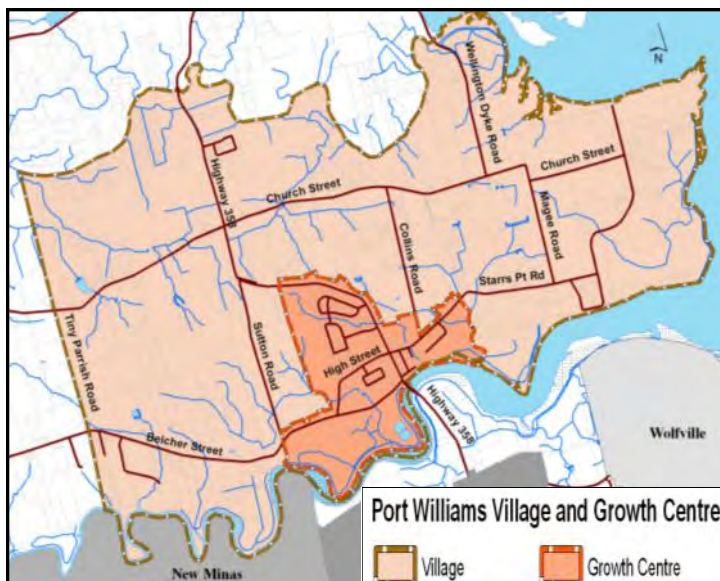 N
Wellington Dyke Road
Highway 358
Church Street
Church Street
Collins Road
Magee Road
Starrs Pt Rd
Tiny Parrish Road
Sutton Road
High Street
Highway 358
Belcher Street
Wolfville
New Minas
Port Williams Village and Growth Centre
Village
Growth Centre